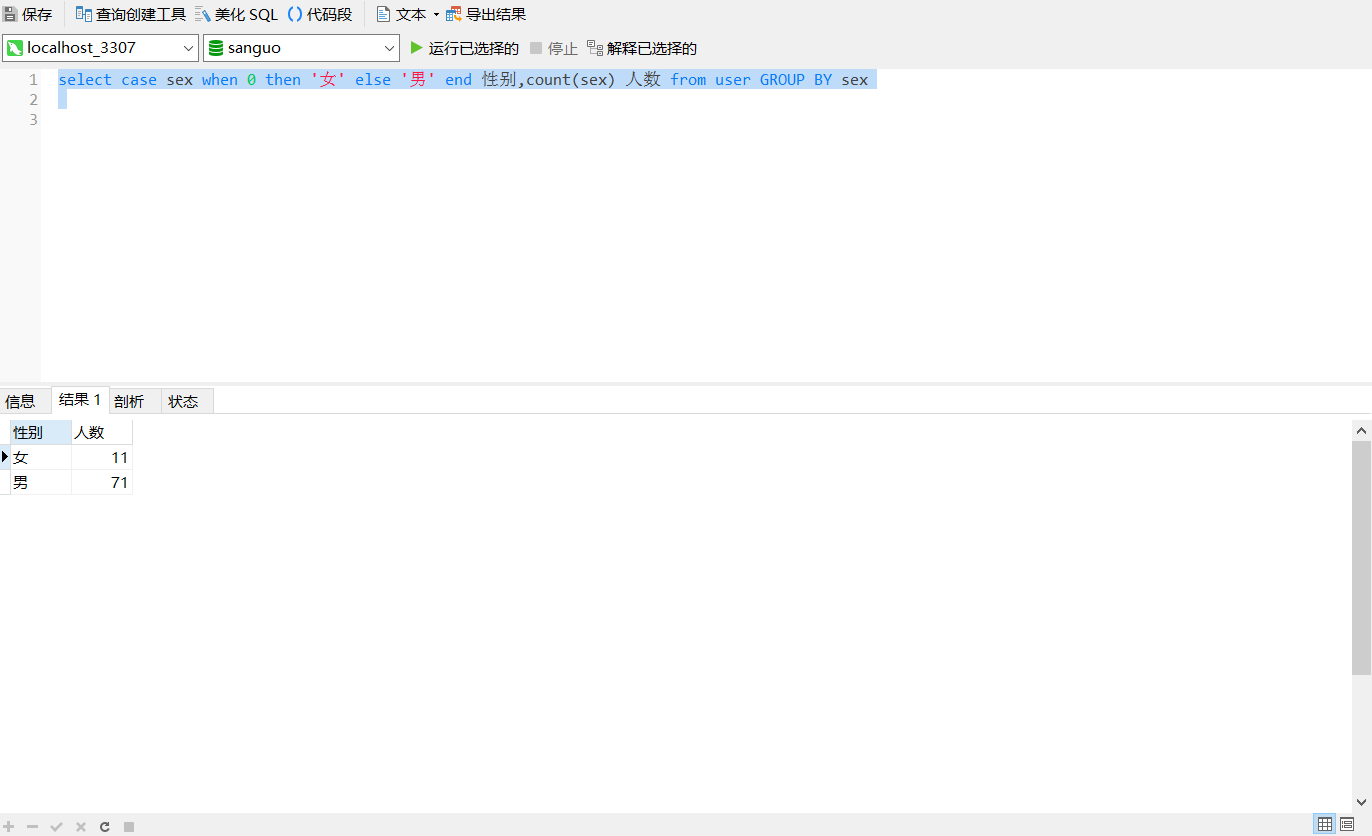 保存 查询创建工具 美化 SQL () 代码段 文本 导出结果
localhost_3307 sanguo 运行已选择的 停止 解释已选择的
1 select case sex when 0 then '女' else '男' end 性别,count(sex) 人数 from user GROUP BY sex
2
3
信息 结果 1 剖析 状态
性别 人数
女 11
男 71